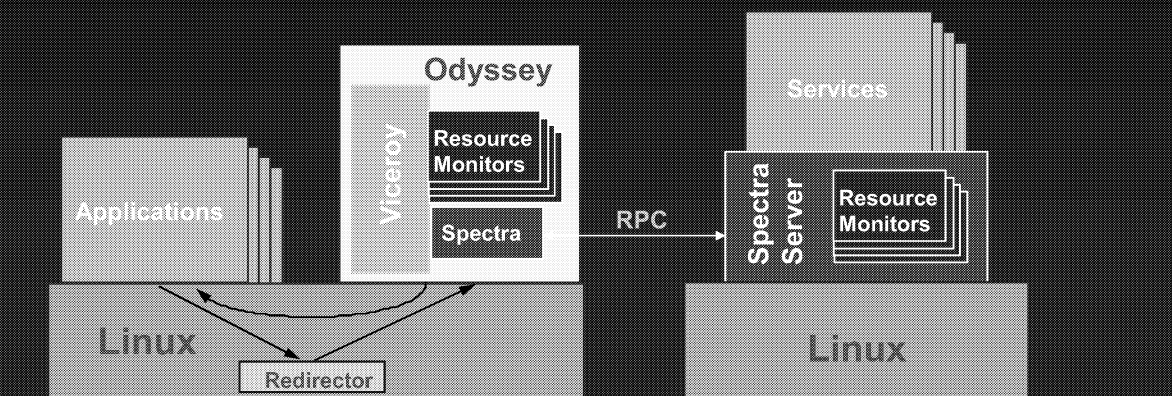 Odyssey
Viceroy
Resource
Monitors
Spectra
Applications
Linux
Redirector
RPC
Services
Spectra
Server
Resource
Monitors
Linux